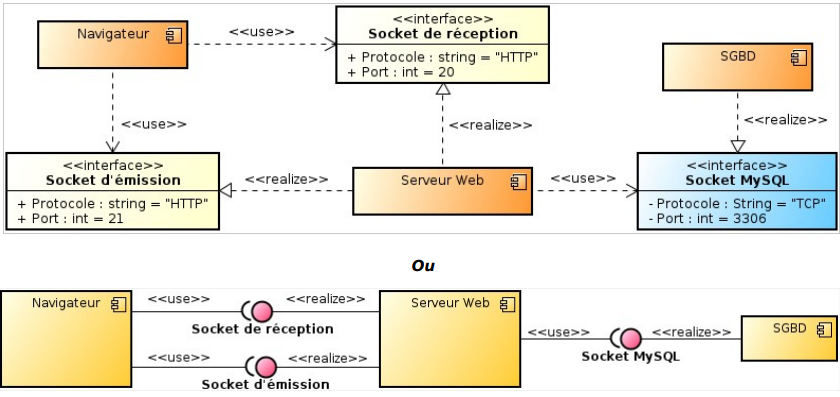 Navigateur
<<use>>
<<interface>>
Socket de réception
+ Protocole : string = "HTTP"
+ Port : int = 20
SGBD
<<use>>
<<realize>>
<<realize>>
<<interface>>
Socket d'émission
+ Protocole : string = "HTTP"
+ Port : int = 21
<<realize>>
Serveur Web
<<use>>
<<interface>>
Socket MySQL
- Protocole : String = "TCP"
- Port : int = 3306
Ou
Navigateur
<<use>>
<<realize>>
Socket de réception
Serveur Web
<<use>>
<<realize>>
Socket MySQL
SGBD
<<use>>
<<realize>>
Socket d'émission